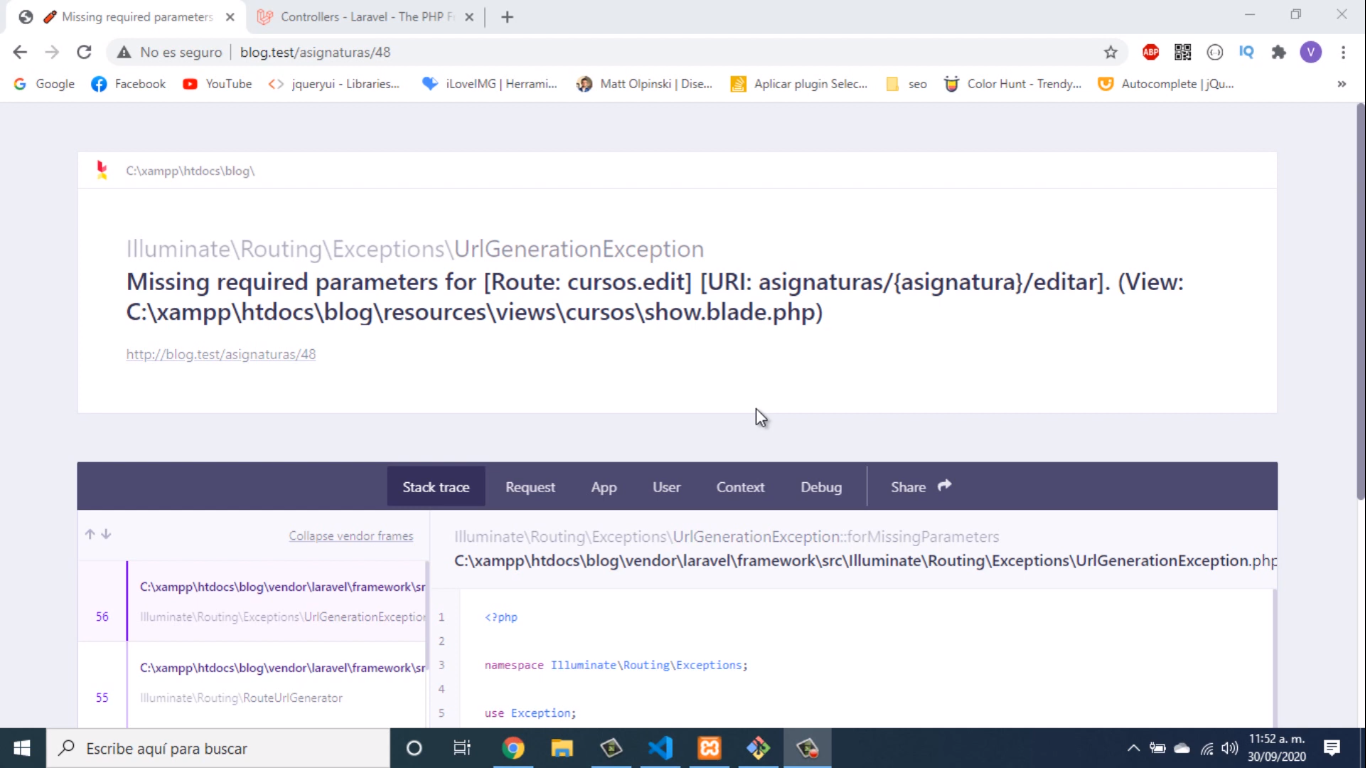 Missing required parameters
Controllers - Laravel - The PHP F
No es seguro
blog.test/asignaturas/48
ABP
IQ
V
Google
Facebook
YouTube
jqueryui - Libraries...
iLoveIMG | Herrami...
Matt Olpinski | Dise...
Aplicar plugin Selec...
seo
Color Hunt - Trendy...
Autocomplete | jQu...
»
C:\xampp\htdocs\blog\
Illuminate\Routing\Exceptions\UrlGenerationException
Missing required parameters for [Route: cursos.edit] [URI: asignaturas/{asignatura}/editar]. (View:
C:\xampp\htdocs\blog\resources\views\cursos\show.blade.php)
http://blog.test/asignaturas/48
Stack trace
Request
App
User
Context
Debug
Share
Collapse vendor frames
Illuminate\Routing\Exceptions\UrlGenerationException::forMissingParameters
C:\xampp\htdocs\blog\vendor\laravel\framework\src\Illuminate\Routing\Exceptions\UrlGenerationException.php
56
C:\xampp\htdocs\blog\vendor\laravel\framework\sr
Illuminate\Routing\Exceptions\UrlGenerationException
55
C:\xampp\htdocs\blog\vendor\laravel\framework\sr
Illuminate\Routing\RouteUrlGenerator
1 <?php
2
3 namespace Illuminate\Routing\Exceptions;
4
5 use Exception;
Escribe aquí para buscar
11:52 a. m.
30/09/2020